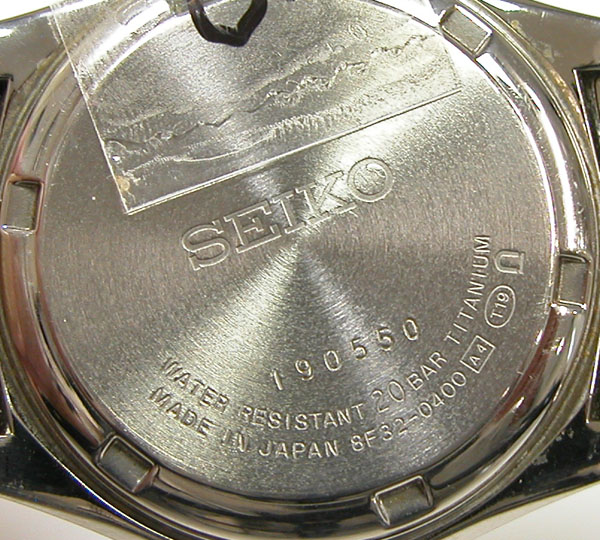 SEIKO
190550
WATER RESISTANT 20 BAR TITANIUM
MADE IN JAPAN 8F32-0400 A4 T19